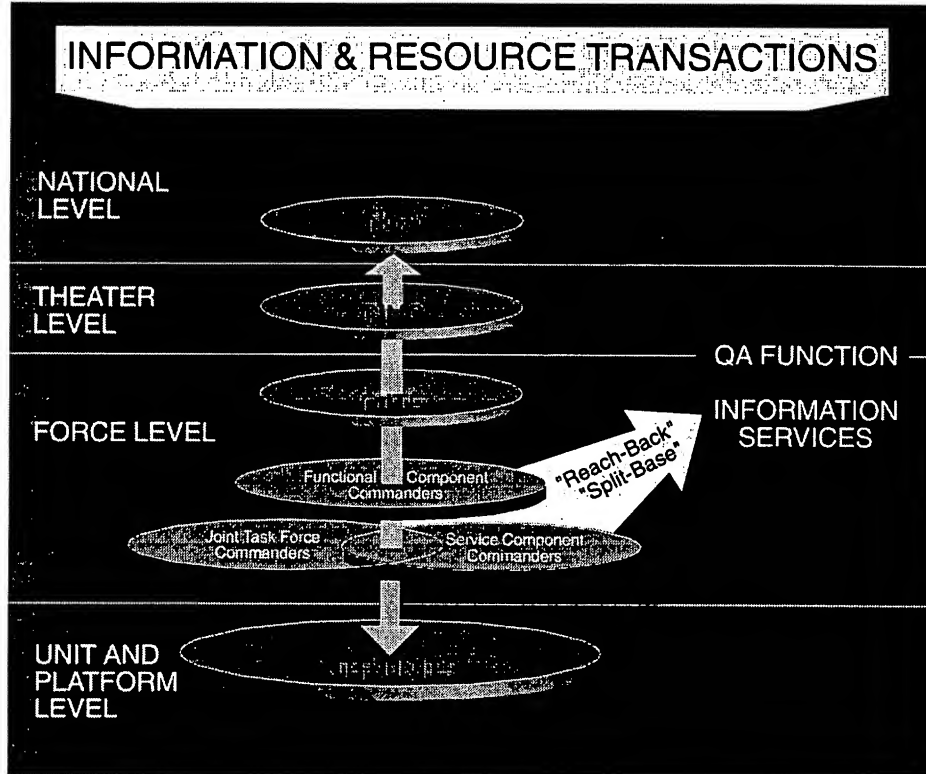 INFORMATION & RESOURCE TRANSACTIONS
NATIONAL
LEVEL
THEATER
LEVEL
QA FUNCTION
FORCE LEVEL
INFORMATION
SERVICES
"Reach-Back"
"Split-Base"
Functional Component
Commanders
Joint Task Force
Commanders
Service Component
Commanders
UNIT AND
PLATFORM
LEVEL